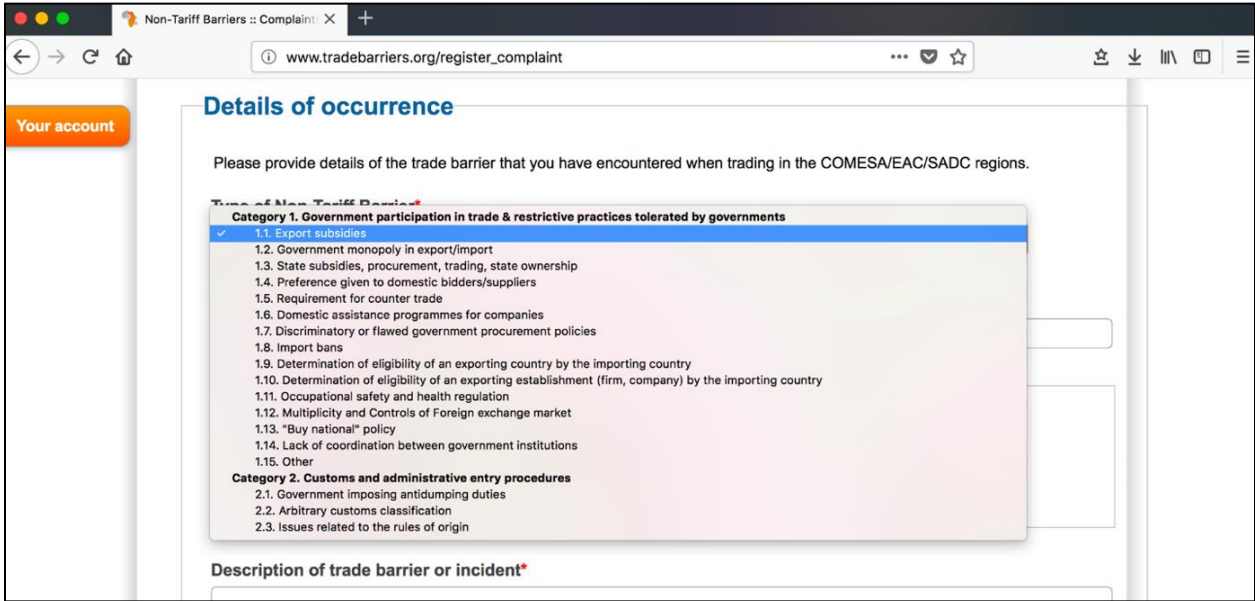 Non-Tariff Barriers :: Complaint
www.tradebarriers.org/register_complaint
Your account
Details of occurrence
Please provide details of the trade barrier that you have encountered when trading in the COMESA/EAC/SADC regions.
Type of Non-Tariff Barrier*
Category 1. Government participation in trade & restrictive practices tolerated by governments
✓ 1.1. Export subsidies
1.2. Government monopoly in export/import
1.3. State subsidies, procurement, trading, state ownership
1.4. Preference given to domestic bidders/suppliers
1.5. Requirement for counter trade
1.6. Domestic assistance programmes for companies
1.7. Discriminatory or flawed government procurement policies
1.8. Import bans
1.9. Determination of eligibility of an exporting country by the importing country
1.10. Determination of eligibility of an exporting establishment (firm, company) by the importing country
1.11. Occupational safety and health regulation
1.12. Multiplicity and Controls of Foreign exchange market
1.13. "Buy national" policy
1.14. Lack of coordination between government institutions
1.15. Other
Category 2. Customs and administrative entry procedures
2.1. Government imposing antidumping duties
2.2. Arbitrary customs classification
2.3. Issues related to the rules of origin
Description of trade barrier or incident*